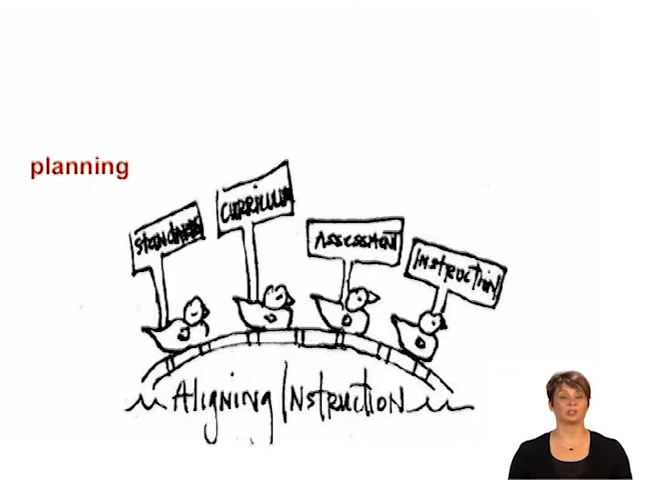 planning
STANDARDS
CURRICULUM
ASSESSMENT
INSTRUCTION
Aligning Instruction